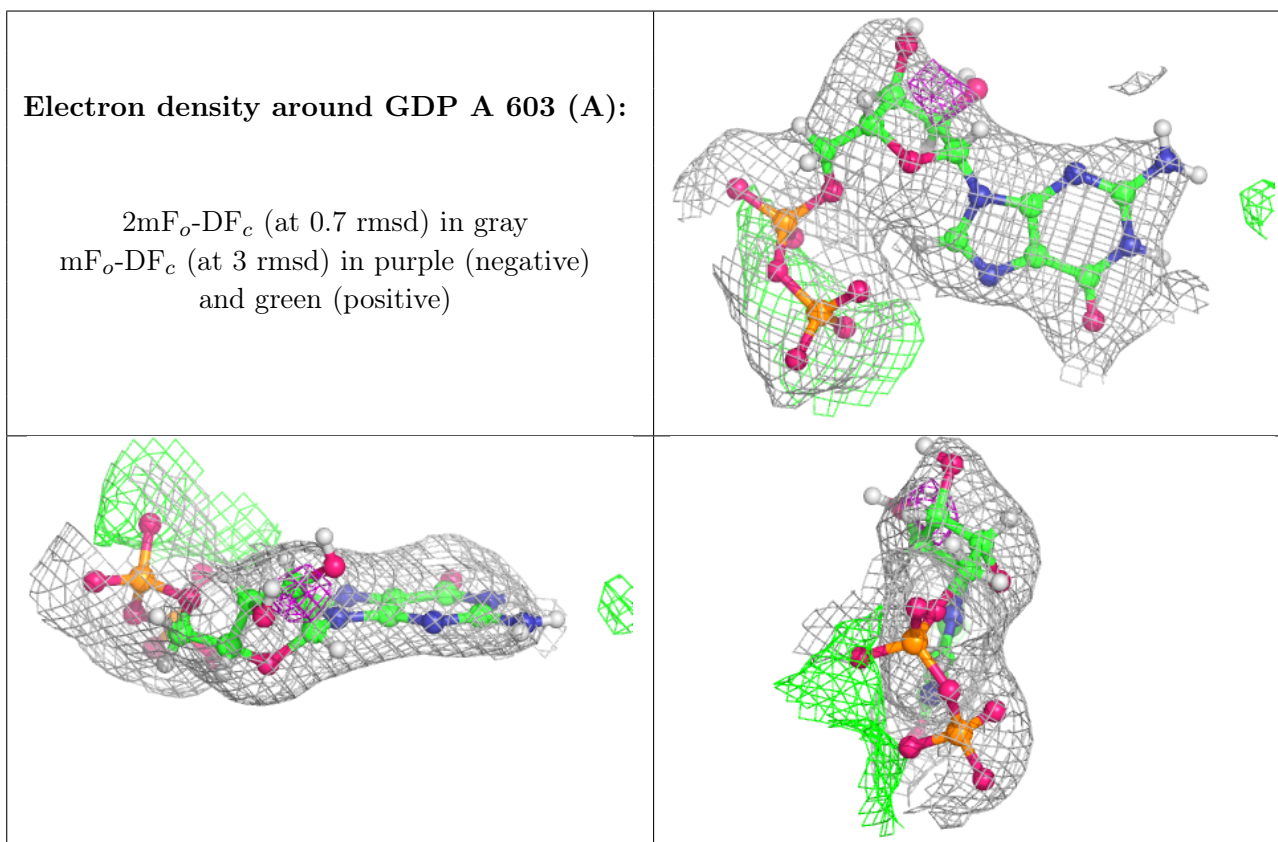 Electron density around GDP A 603 (A):
2mFₒ-DF𝒸 (at 0.7 rmsd) in gray
mFₒ-DF𝒸 (at 3 rmsd) in purple (negative)
and green (positive)